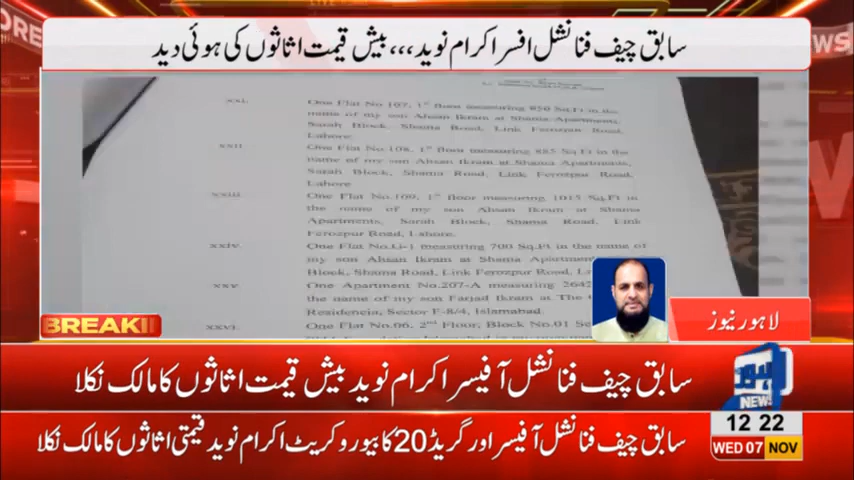 سابق چیف فنانشل افسر اکرام نوید،،، بیش قیمت اثاثوں کی ہوئی دید
xxi. One Flat No. 107, 1st floor measuring 850 Sq.Ft in the
name of my son Ahsan Ikram at Shama Apartments,
Sarah Block, Shama Road, Link Ferozpur Road,
Lahore.
xxii One Flat No.108, 1st floor measuring 885 Sq.Ft in the
name of my son Ahsan Ikram at Shama Apartments,
Sarah Block, Shama Road, Link Ferozpur Road,
Lahore
xxiii. One Flat No.109, 1st floor measuring 1015 Sq.Ft in
the name of my son Ahsan Ikram at Shama
Apartments, Sarah Block, Shama Road, Link
Ferozpur Road, Lahore.
xxiv. One Flat No.Li-1 measuring 700 Sq.Ft in the name of
my son Ahsan Ikram at Shama Apartment
Block, Shama Road, Link Ferozpur Road,
xxv One Apartment No.207-A measuring 264
the name of my son Farjad Ikram at The
Residencia, Sector F-8/4, Islamabad.
xxvi. One Flat No.06, 2nd Floor, Block No.01
لاہور نیوز
BREAKI
سابق چیف فنانشل آفیسر اکرام نوید بیش قیمت اثاثوں کا مالک نکلا
لاہور
NEWS
سابق چیف فنانشل آفیسر اور گریڈ 20 کا بیوروکریٹ اکرام نوید قیمتی اثاثوں کا مالک نکلا
12 22
WED 07 NOV